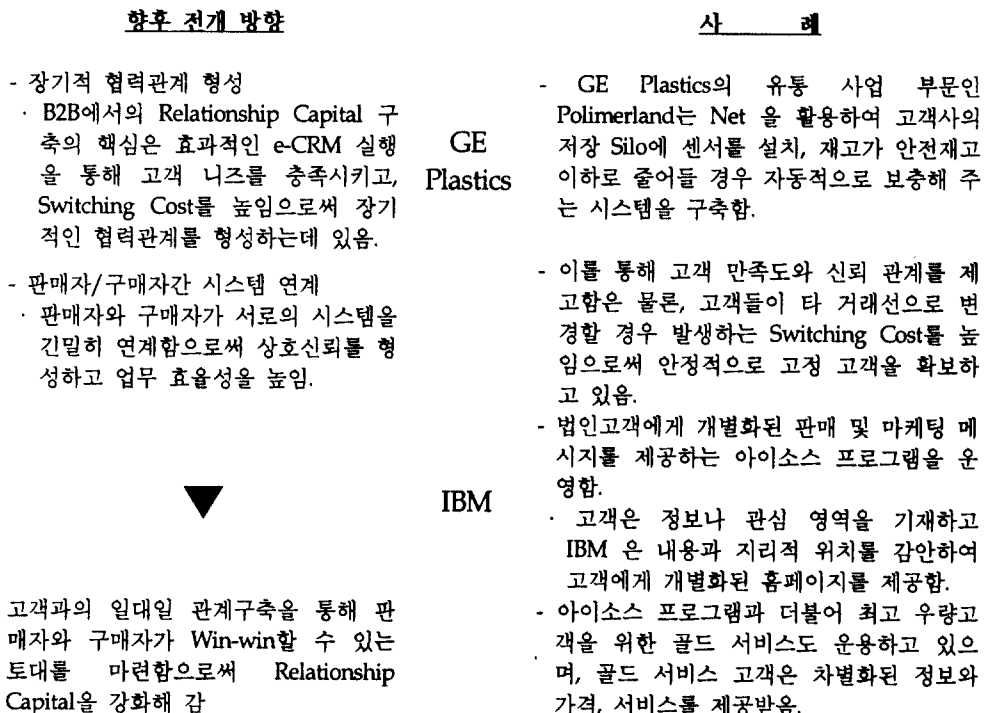 향후 전개 방향
- 장기적 협력관계 형성
· B2B에서의 Relationship Capital 구
축의 핵심은 효과적인 e-CRM 실행
을 통해 고객 니즈를 충족시키고,
Switching Cost를 높임으로써 장기
적인 협력관계를 형성하는데 있음.
- 판매자/구매자간 시스템 연계
· 판매자와 구매자가 서로의 시스템을
긴밀히 연계함으로써 상호신뢰를 형
성하고 업무 효율성을 높임.
▼
고객과의 일대일 관계구축을 통해 판
매자와 구매자가 Win-win할 수 있는
토대를 마련함으로써 Relationship
Capital을 강화해 감
사 례
GE
Plastics
- GE Plastics의 유통 사업 부문인
Polimerland는 Net 을 활용하여 고객사의
저장 Silo에 센서를 설치, 재고가 안전재고
이하로 줄어들 경우 자동적으로 보충해 주
는 시스템을 구축함.
- 이를 통해 고객 만족도와 신뢰 관계를 제
고함은 물론, 고객들이 타 거래선으로 변
경할 경우 발생하는 Switching Cost를 높
임으로써 안정적으로 고정 고객을 확보하
고 있음.
IBM
- 법인고객에게 개별화된 판매 및 마케팅 메
시지를 제공하는 아이소스 프로그램을 운
영함.
· 고객은 정보나 관심 영역을 기재하고
IBM 은 내용과 지리적 위치를 감안하여
고객에게 개별화된 홈페이지를 제공함.
- 아이소스 프로그램과 더불어 최고 우량고
객을 위한 골드 서비스도 운용하고 있으
며, 골드 서비스 고객은 차별화된 정보와
가격, 서비스를 제공받음.